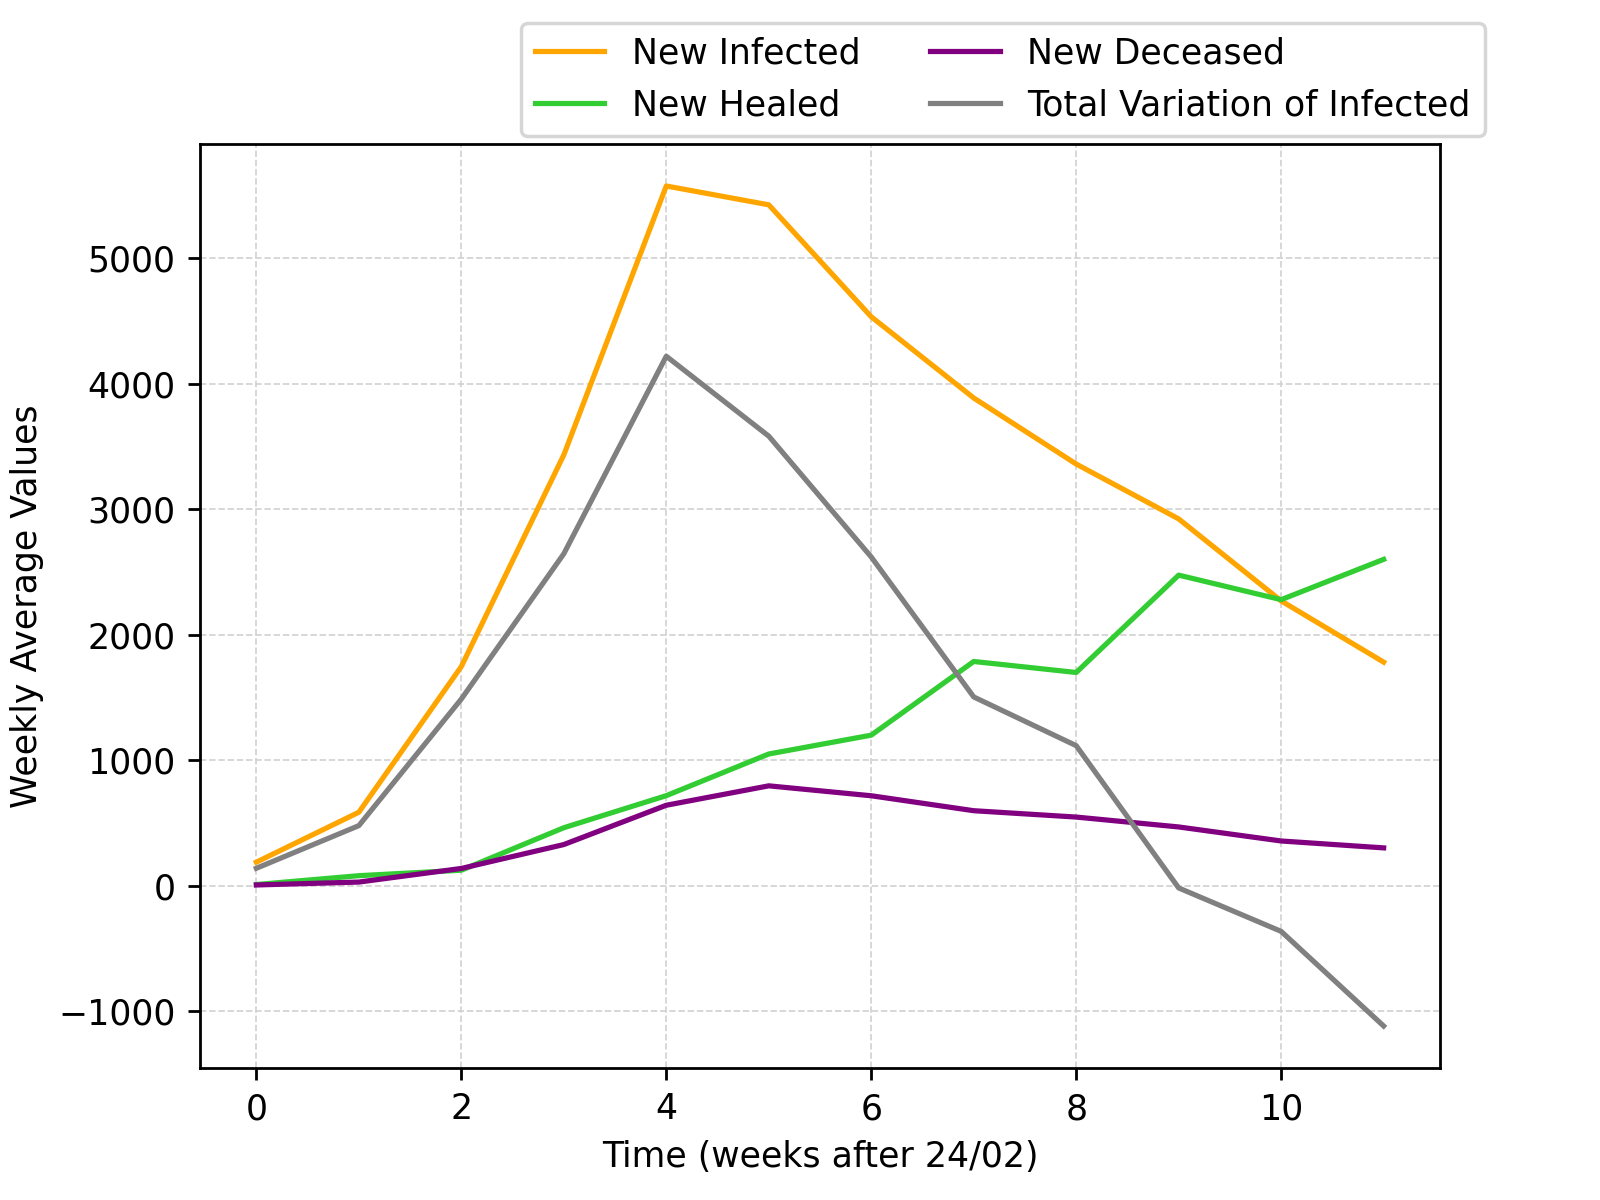 New Infected
New Healed
New Deceased
Total Variation of Infected
Weekly Average Values
5000
4000
3000
2000
1000
0
−1000
0 2 4 6 8 10
Time (weeks after 24/02)